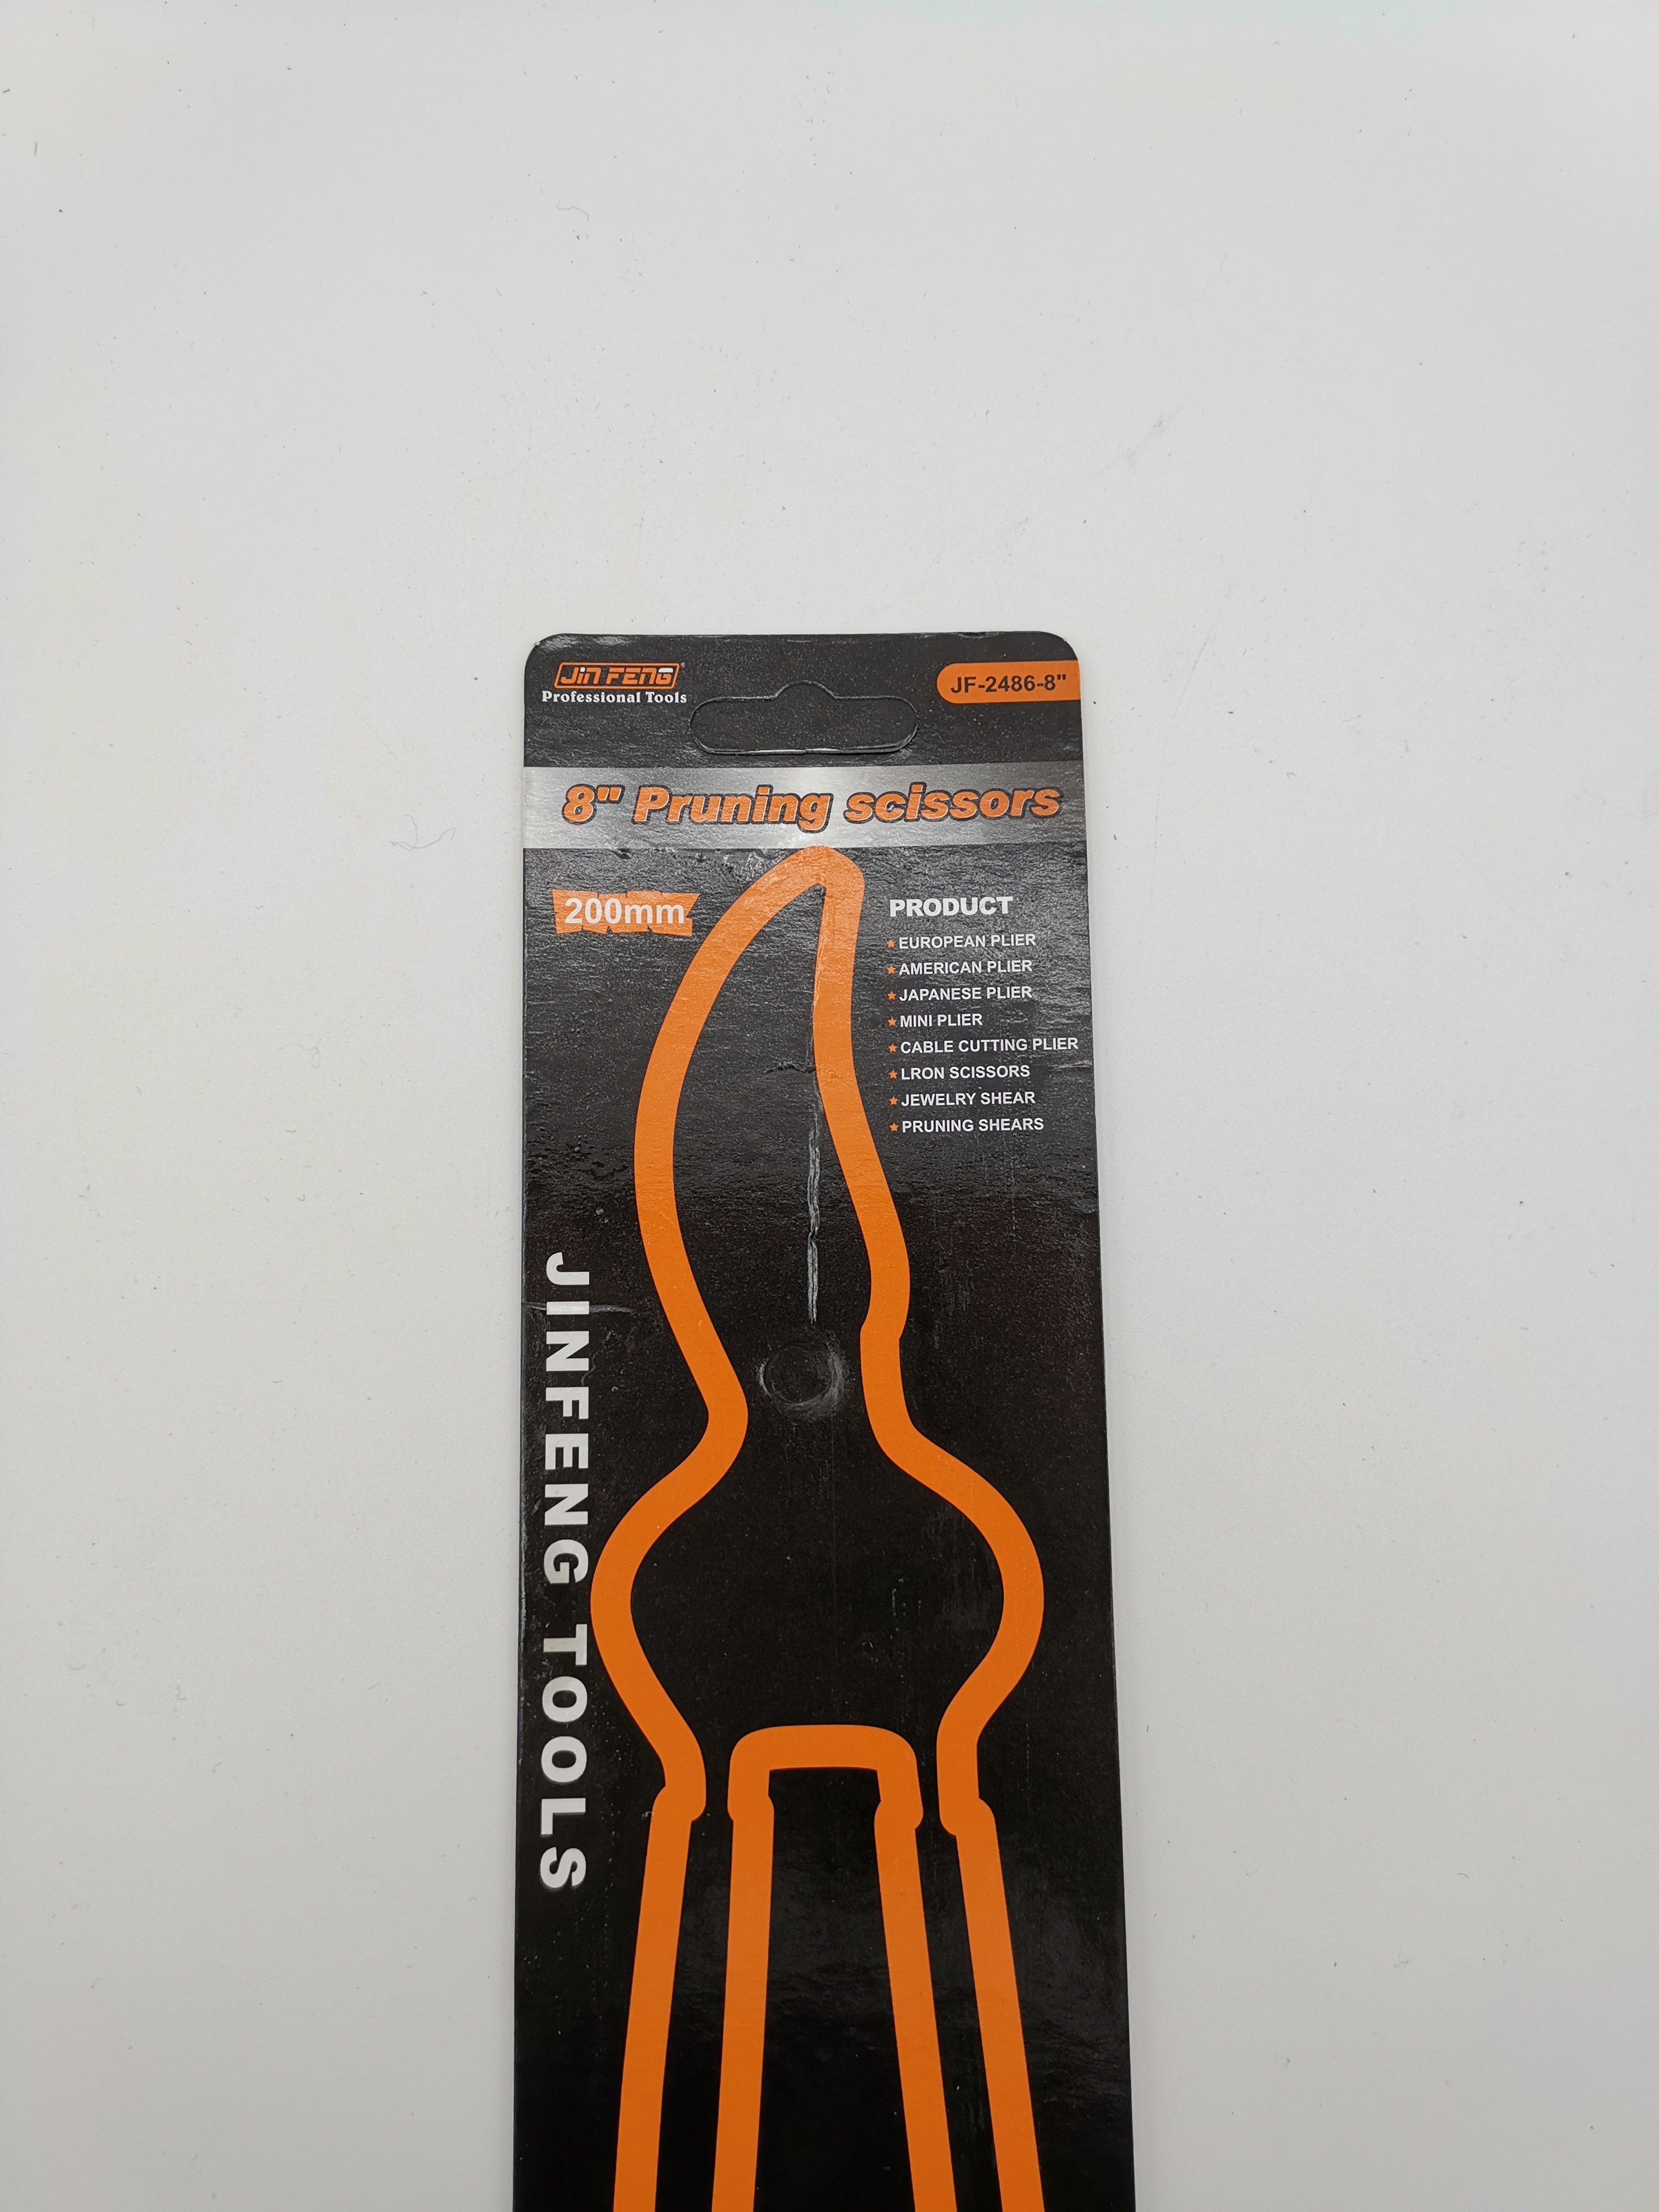 JIN FENG®
Professional Tools
JF-2486-8"
8" Pruning scissors
200mm
PRODUCT
EUROPEAN PLIER
AMERICAN PLIER
JAPANESE PLIER
MINI PLIER
CABLE CUTTING PLIER
LRON SCISSORS
JEWELRY SHEAR
PRUNING SHEARS
JINFENG TOOLS